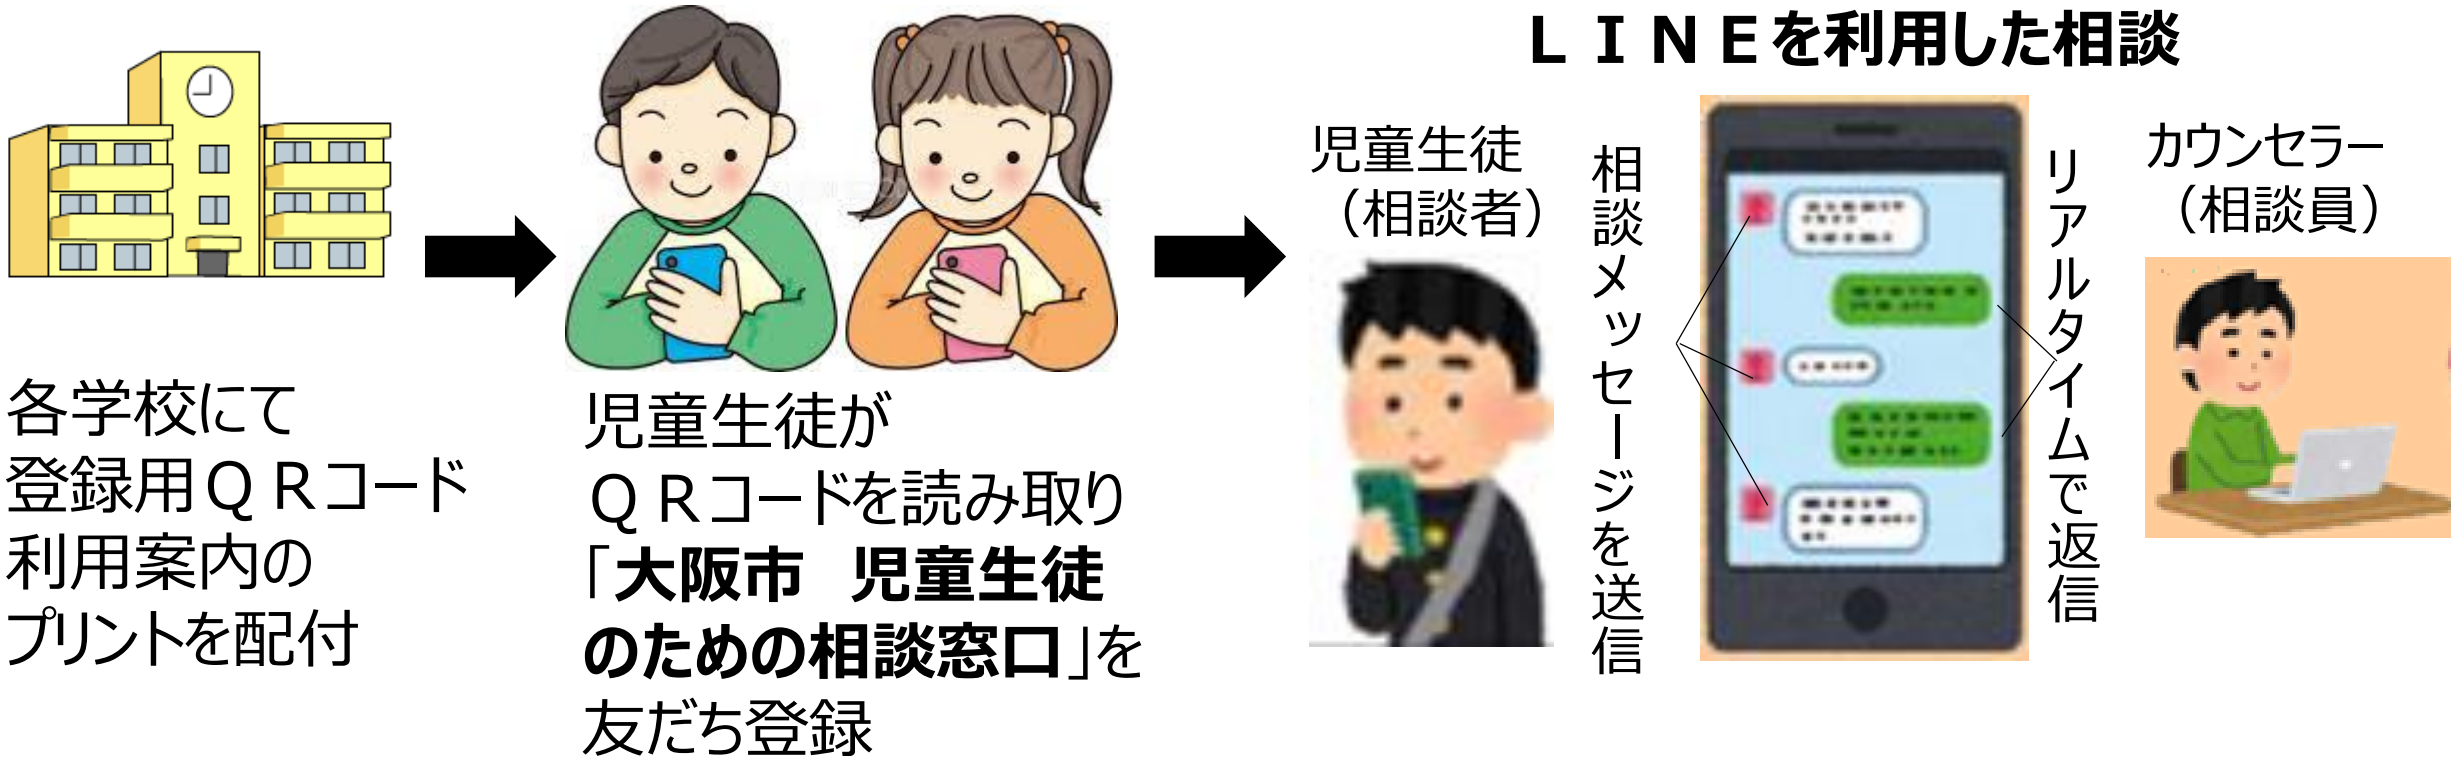 各学校にて
登録用ＱＲコード
利用案内の
プリントを配付
児童生徒が
ＱＲコードを読み取り
「大阪市　児童生徒
のための相談窓口」を
友だち登録
ＬＩＮＥを利用した相談
児童生徒
（相談者）
相談メッセージを送信
リアルタイムで返信
カウンセラー
（相談員）